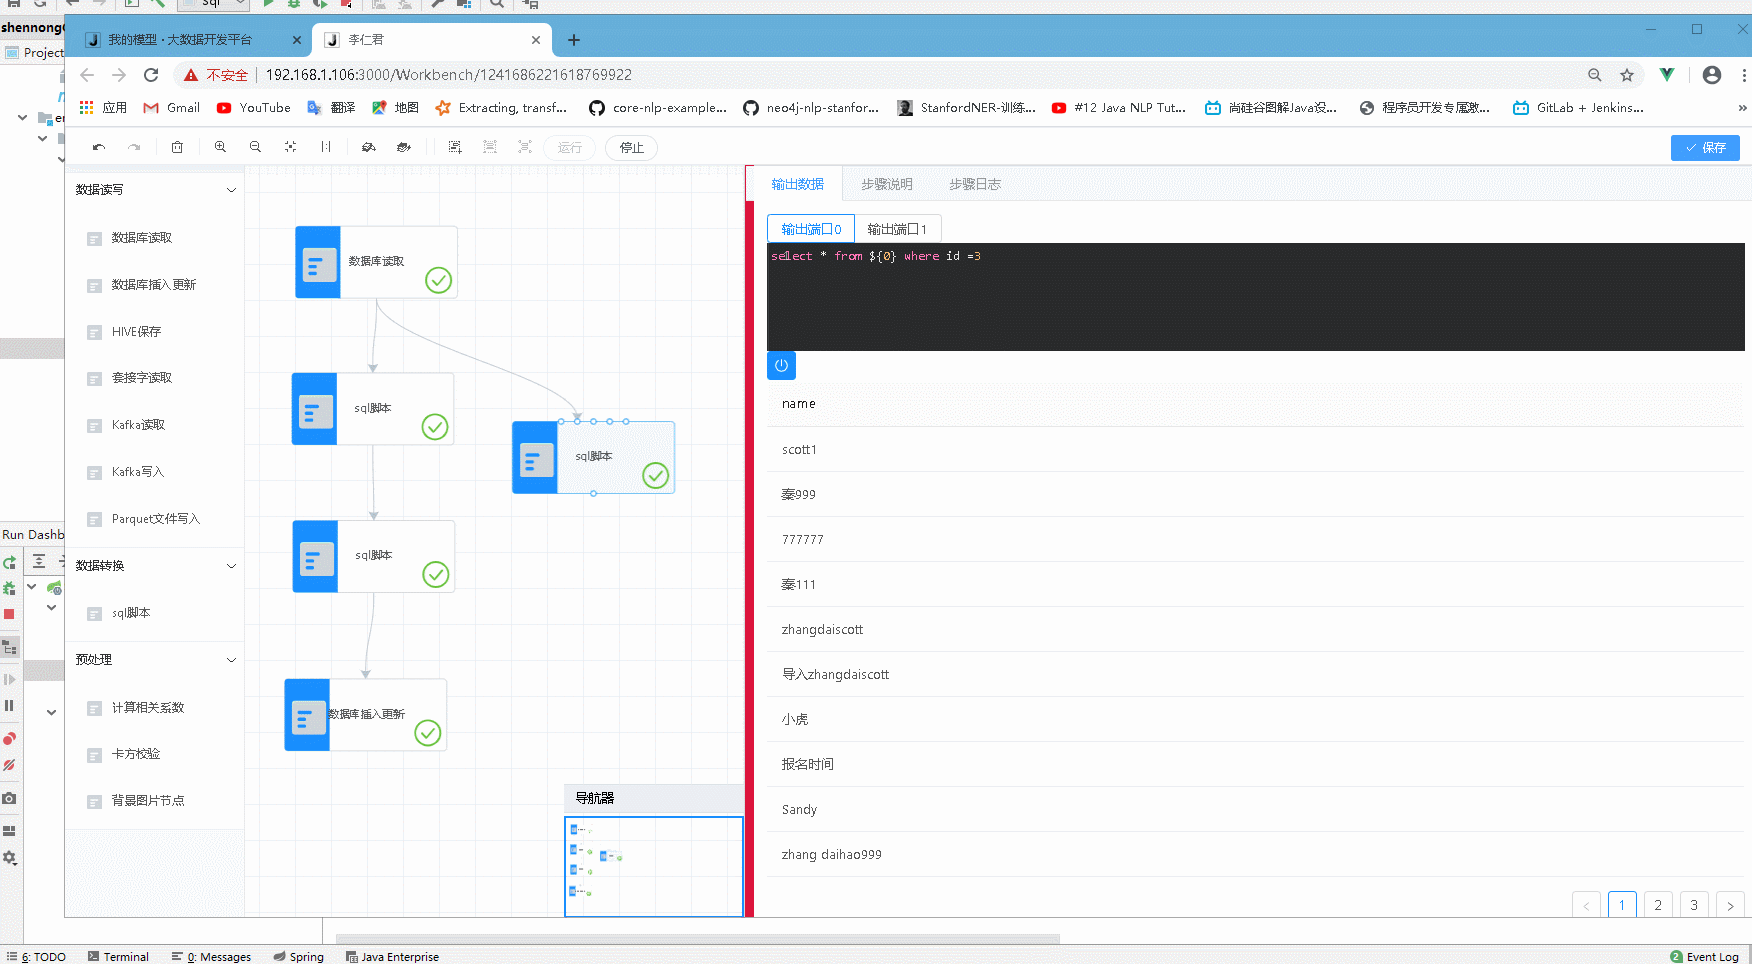 Sql
shennong
Project
我的模型 · 大数据开发平台
李仁君
不安全 192.168.1.106:3000/Workbench/1241686221618769922
应用 Gmail YouTube 翻译 地图 Extracting, transf... core-nlp-example... neo4j-nlp-stanfor... StanfordNER-训练... #12 Java NLP Tut... 尚硅谷图解Java设... 程序员开发专属激... GitLab + Jenkins... »
运行 停止 保存
数据读写
数据库读取
数据库插入更新
HIVE保存
套接字读取
Kafka读取
Kafka写入
Parquet文件写入
数据转换
sql脚本
预处理
计算相关系数
卡方校验
背景图片节点
数据库读取
sql脚本
sql脚本
sql脚本
数据库插入更新
导航器
输出数据 步骤说明 步骤日志
输出端口0 输出端口1
select * from ${0} where id =3
name
scott1
秦999
777777
秦111
zhangdaiscott
导入zhangdaiscott
小虎
报名时间
Sandy
zhang daihao999
< 1 2 3 >
Run Dashb
6: TODO Terminal 0: Messages Spring Java Enterprise 2 Event Log